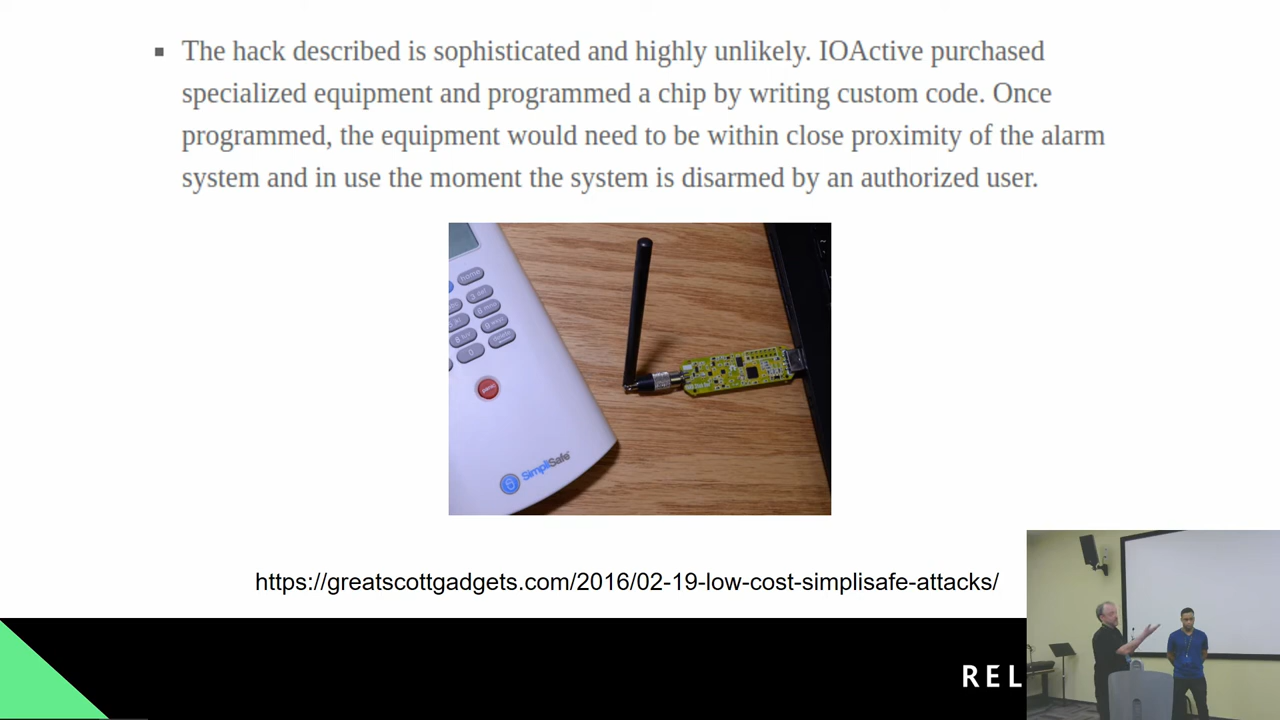 The hack described is sophisticated and highly unlikely. IOActive purchased
specialized equipment and programmed a chip by writing custom code. Once
programmed, the equipment would need to be within close proximity of the alarm
system and in use the moment the system is disarmed by an authorized user.
home
panic
SimpliSafe
https://greatscottgadgets.com/2016/02-19-low-cost-simplisafe-attacks/
REL